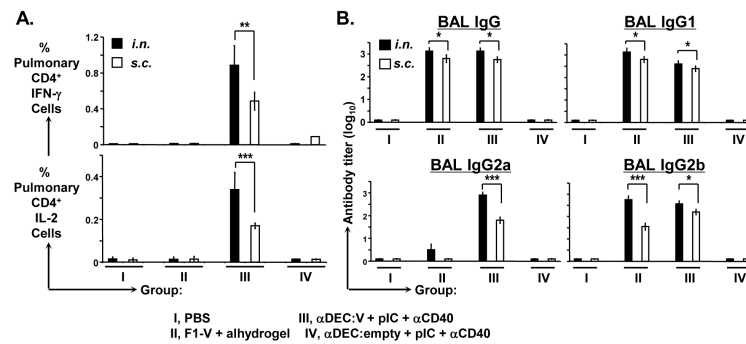 A.
%
Pulmonary
CD4+
IFN-γ
Cells
1.2
0.8
0.4
0
i.n.
s.c.
**
%
Pulmonary
CD4+
IL-2
Cells
0.4
0.2
0
***
I II III IV
Group:
B.
Antibody titer (log10)
BAL IgG
i.n.
s.c.
3
2
1
0
* *
I II III IV
BAL IgG1
* *
I II III IV
BAL IgG2a
3
2
1
0
***
I II III IV
BAL IgG2b
*** *
I II III IV
Group:
I, PBS
II, F1-V + alhydrogel
III, αDEC:V + pIC + αCD40
IV, αDEC:empty + pIC + αCD40